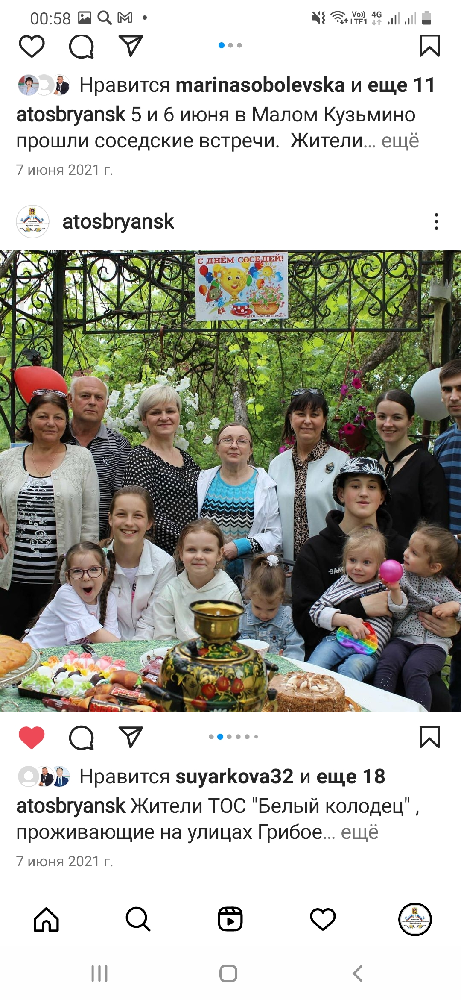 00:58
Vo))
LTE1
4G
Нравится marinasobolevska и еще 11
atosbryansk 5 и 6 июня в Малом Кузьмино
прошли соседские встречи. Жители... ещё
7 июня 2021 г.
atosbryansk
С ДНЁМ СОСЕДЕЙ!
ТОС «Белый колодец»
G
ЗАК
SUPER
Нравится suyarkova32 и еще 18
atosbryansk Жители ТОС "Белый колодец" ,
проживающие на улицах Грибое... ещё
7 июня 2021 г.